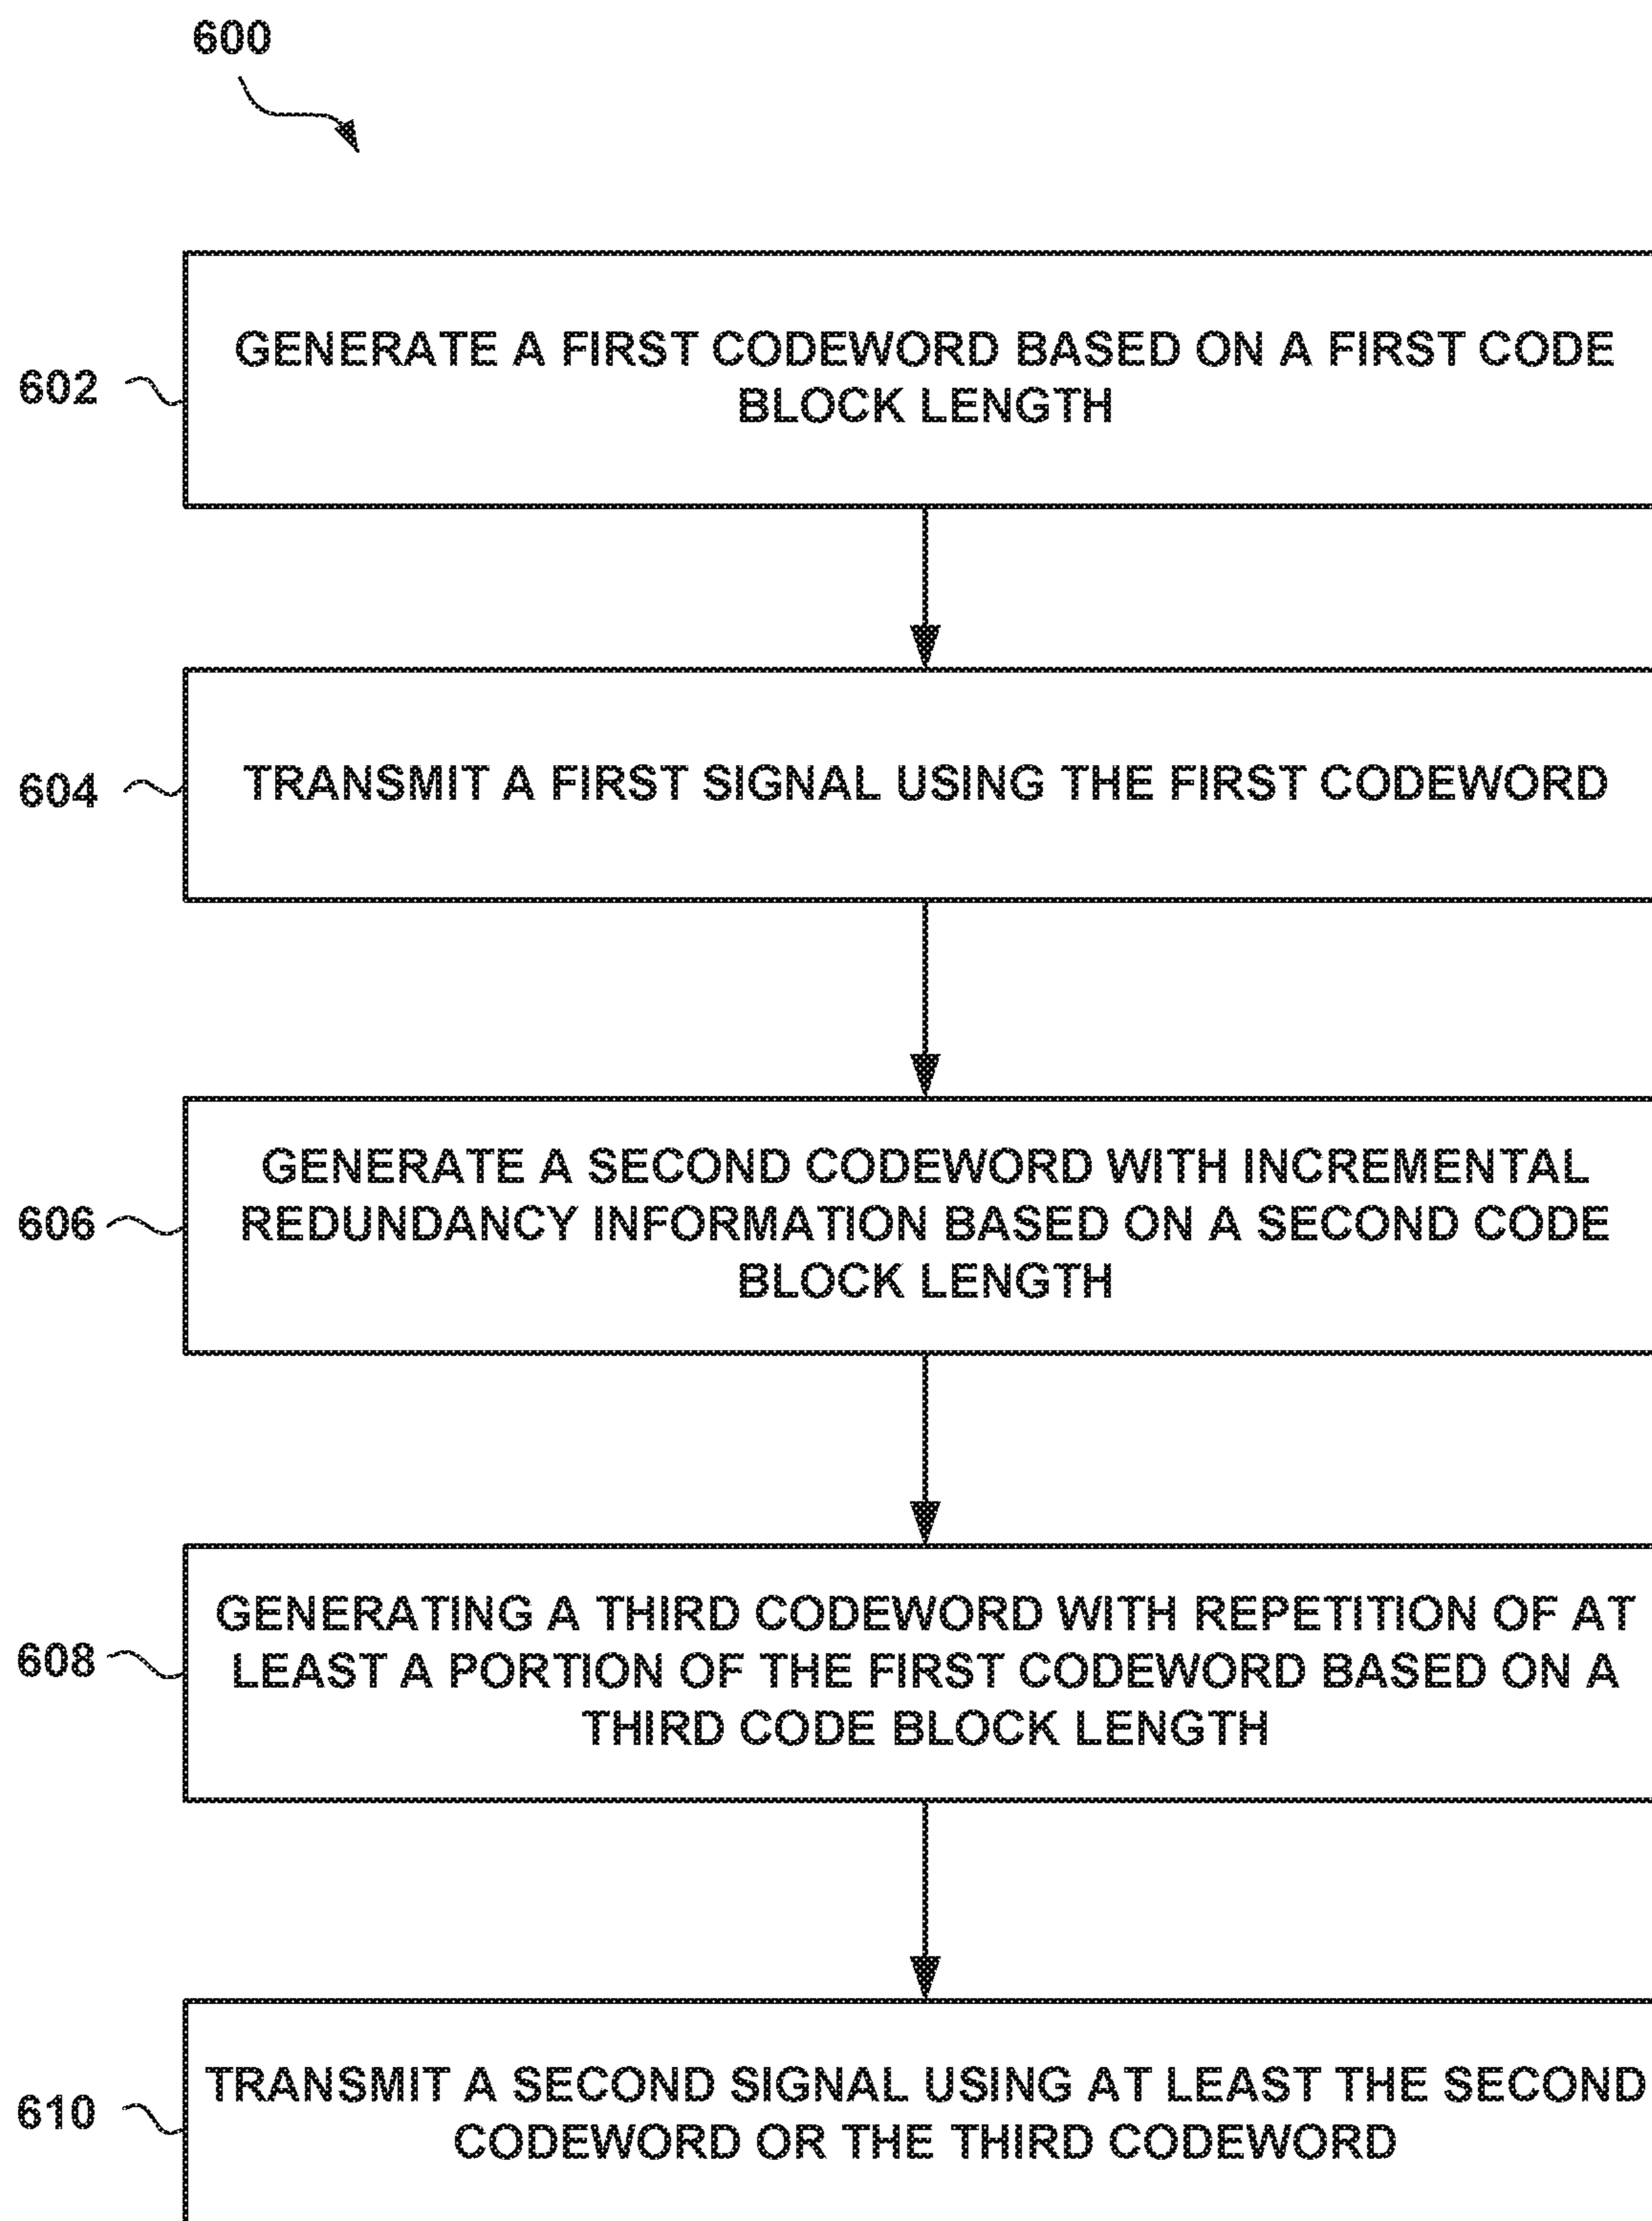 600
602
GENERATE A FIRST CODEWORD BASED ON A FIRST CODE
BLOCK LENGTH
604
TRANSMIT A FIRST SIGNAL USING THE FIRST CODEWORD
606
GENERATE A SECOND CODEWORD WITH INCREMENTAL
REDUNDANCY INFORMATION BASED ON A SECOND CODE
BLOCK LENGTH
608
GENERATING A THIRD CODEWORD WITH REPETITION OF AT
LEAST A PORTION OF THE FIRST CODEWORD BASED ON A
THIRD CODE BLOCK LENGTH
610
TRANSMIT A SECOND SIGNAL USING AT LEAST THE SECOND
CODEWORD OR THE THIRD CODEWORD